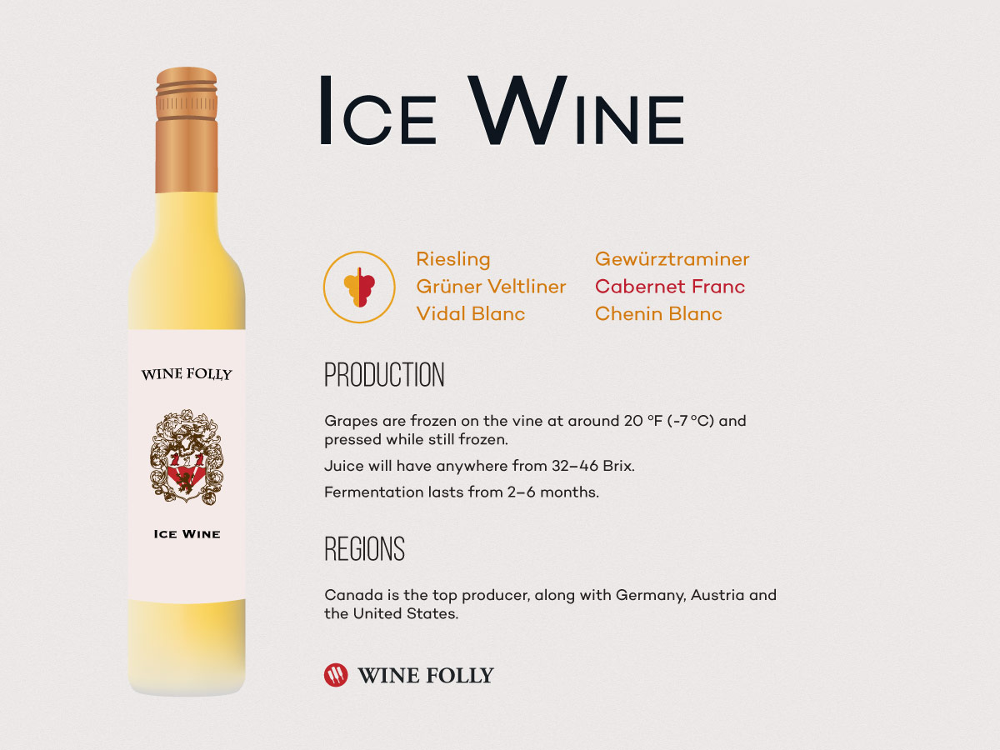 Ice Wine
Riesling
Grüner Veltliner
Vidal Blanc
Gewürztraminer
Cabernet Franc
Chenin Blanc
PRODUCTION
Grapes are frozen on the vine at around 20 ºF (-7 ºC) and
pressed while still frozen.
Juice will have anywhere from 32–46 Brix.
Fermentation lasts from 2–6 months.
REGIONS
Canada is the top producer, along with Germany, Austria and
the United States.
WINE FOLLY
WINE FOLLY
Ice Wine